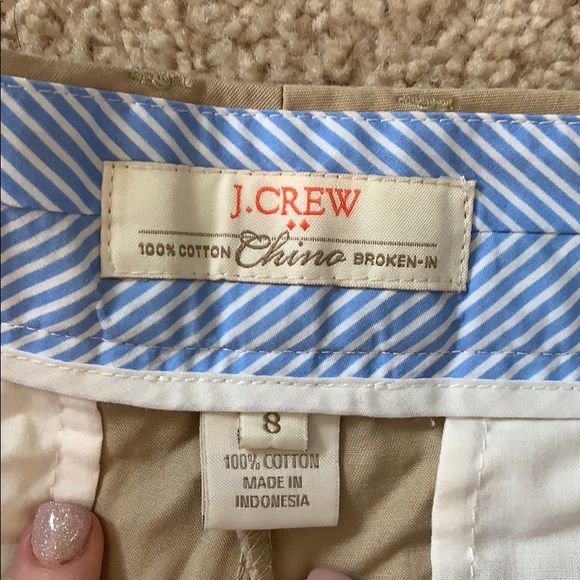 J.CREW
100% COTTON Chino BROKEN-IN
8
100% COTTON
MADE IN
INDONESIA